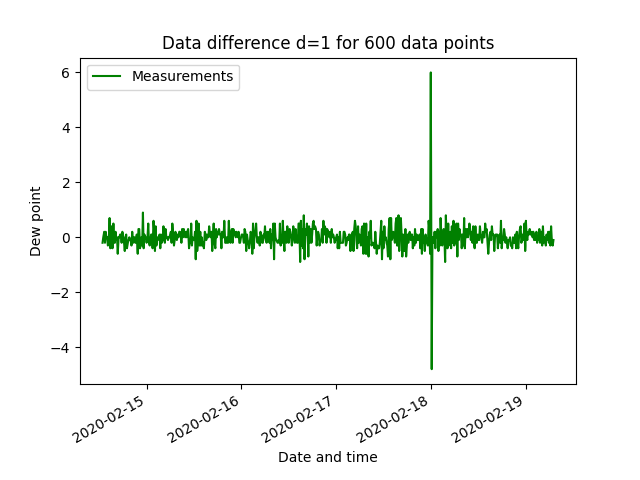 Data difference d=1 for 600 data points
Measurements
6
4
2
0
−2
−4
Dew point
2020-02-15
2020-02-16
2020-02-17
2020-02-18
2020-02-19
Date and time